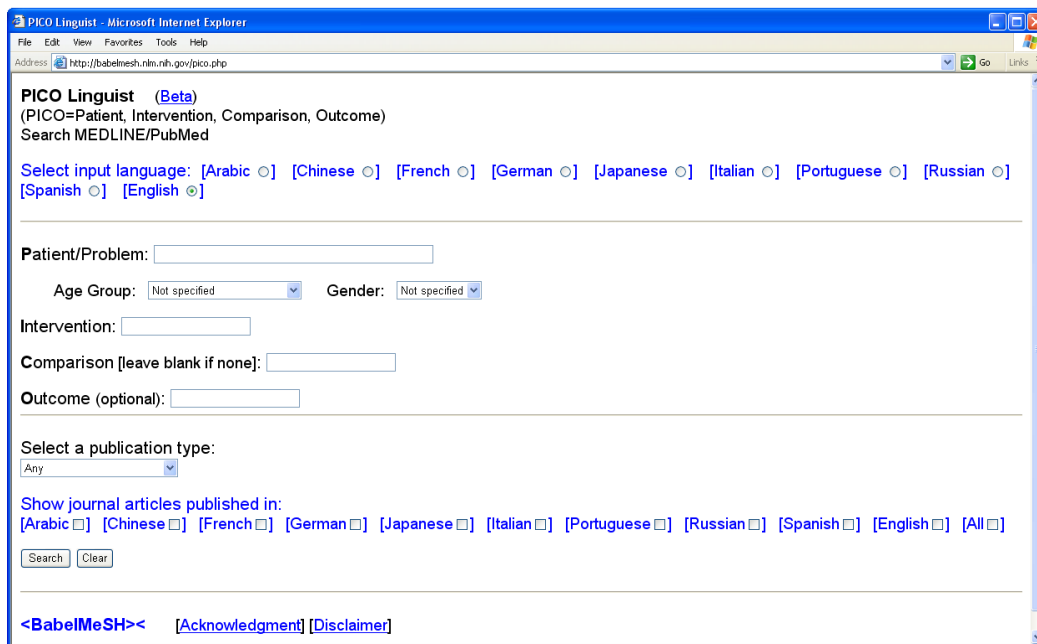 PICO Linguist - Microsoft Internet Explorer
File Edit View Favorites Tools Help
Address http://babelmesh.nlm.nih.gov/pico.php Go Links
PICO Linguist (Beta)
(PICO=Patient, Intervention, Comparison, Outcome)
Search MEDLINE/PubMed
Select input language: [Arabic ] [Chinese ] [French ] [German ] [Japanese ] [Italian ] [Portuguese ] [Russian ]
[Spanish ] [English ]
Patient/Problem:
Age Group: Not specified Gender: Not specified
Intervention:
Comparison [leave blank if none]:
Outcome (optional):
Select a publication type:
Any
Show journal articles published in:
[Arabic ] [Chinese ] [French ] [German ] [Japanese ] [Italian ] [Portuguese ] [Russian ] [Spanish ] [English ] [All ]
Search Clear
<BabelMeSH>< [Acknowledgment] [Disclaimer]